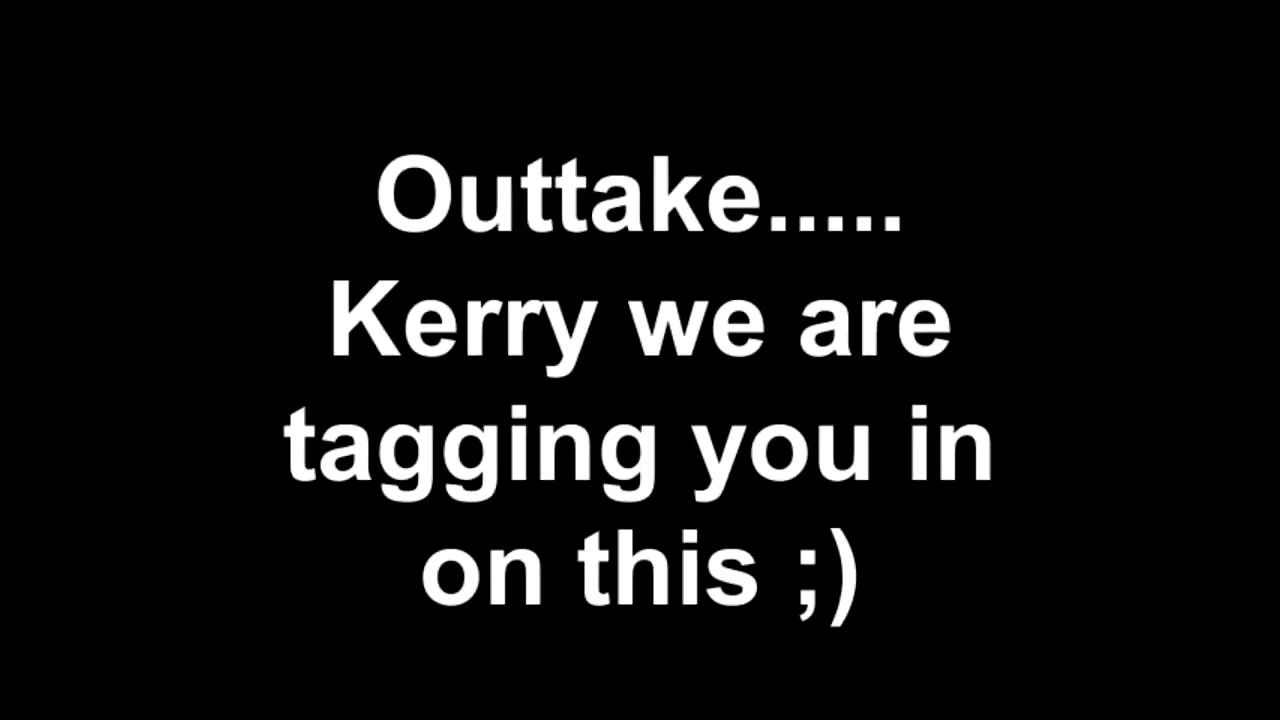 Outtake.....
Kerry we are
tagging you in
on this ;)